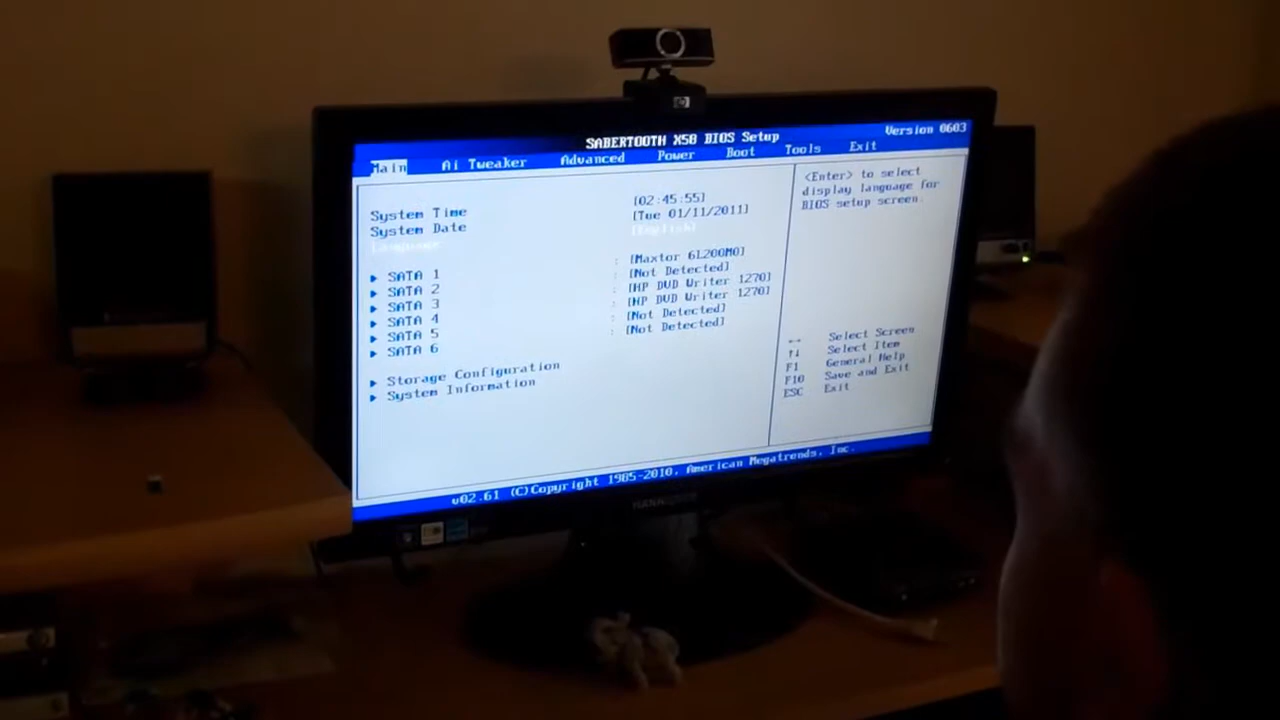 SABERTOOTH X58 BIOS Setup Version 0603
Main Ai Tweaker Advanced Power Boot Tools Exit
System Time [02:45:55]
System Date [Tue 01/11/2011]
Language [English]
▶ SATA 1 : [Maxtor 6L200M0]
▶ SATA 2 : [Not Detected]
▶ SATA 3 : [HP DVD Writer 1270]
▶ SATA 4 : [HP DVD Writer 1270]
▶ SATA 5 : [Not Detected]
▶ SATA 6 : [Not Detected]
▶ Storage Configuration
▶ System Information
<Enter> to select
display language for
BIOS setup screen.
←→ Select Screen
↑↓ Select Item
F1 General Help
F10 Save and Exit
ESC Exit
v02.61 (C)Copyright 1985-2010, American Megatrends, Inc.
hp